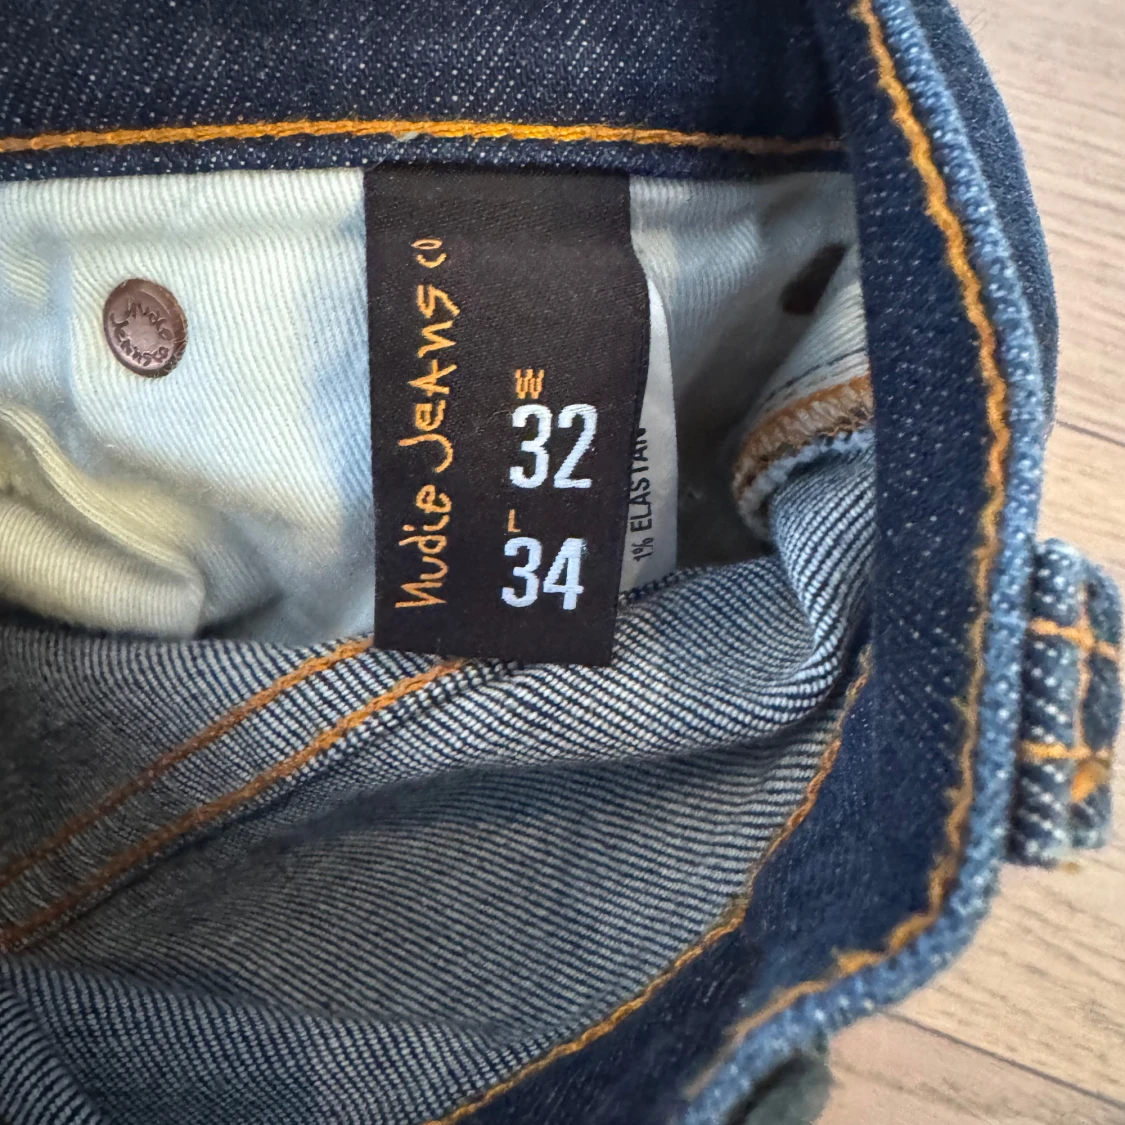 Nudie Jeans co
W
32
L
34
1% ELASTAN